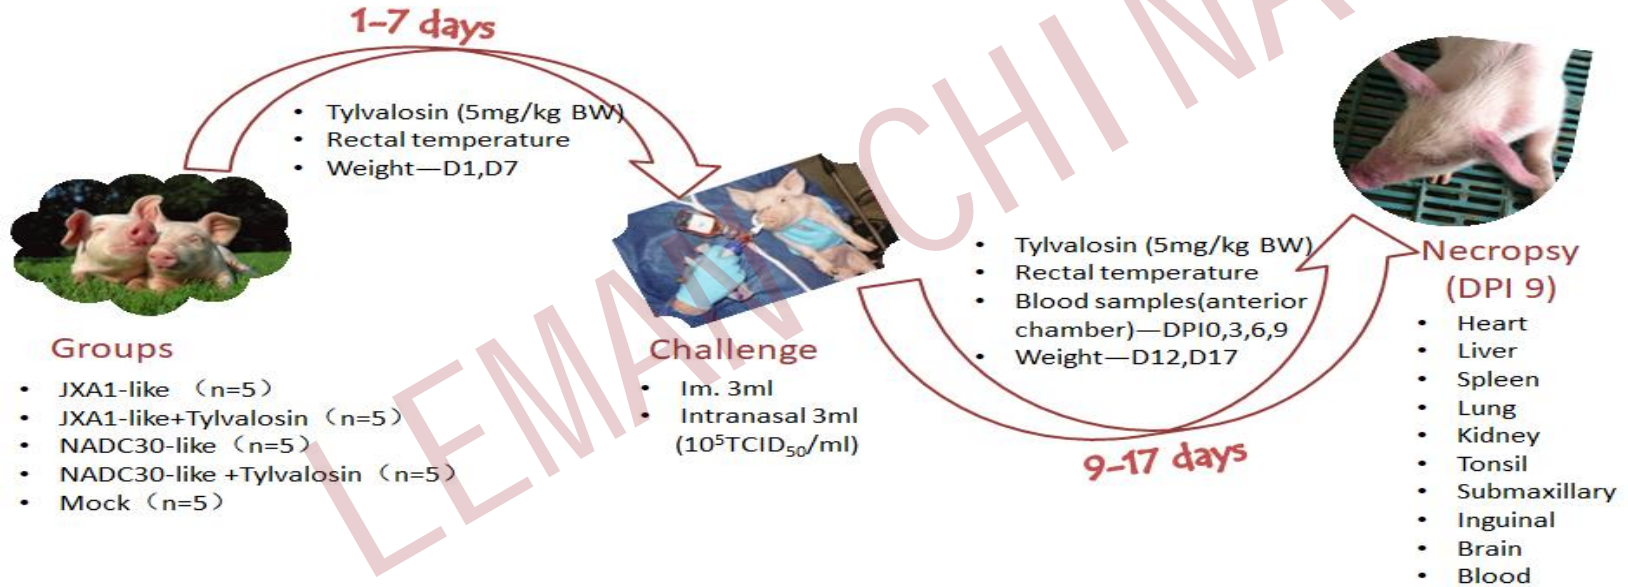 1–7 days
• Tylvalosin (5mg/kg BW)
• Rectal temperature
• Weight—D1,D7
Groups
• JXA1-like （n=5）
• JXA1-like+Tylvalosin（n=5）
• NADC30-like（n=5）
• NADC30-like +Tylvalosin（n=5）
• Mock（n=5）
Challenge
• Im. 3ml
• Intranasal 3ml
(10⁵TCID₅₀/ml)
• Tylvalosin (5mg/kg BW)
• Rectal temperature
• Blood samples(anterior
chamber)—DPI0,3,6,9
• Weight—D12,D17
9–17 days
Necropsy
(DPI 9)
• Heart
• Liver
• Spleen
• Lung
• Kidney
• Tonsil
• Submaxillary
• Inguinal
• Brain
• Blood
LEMAN CHINA